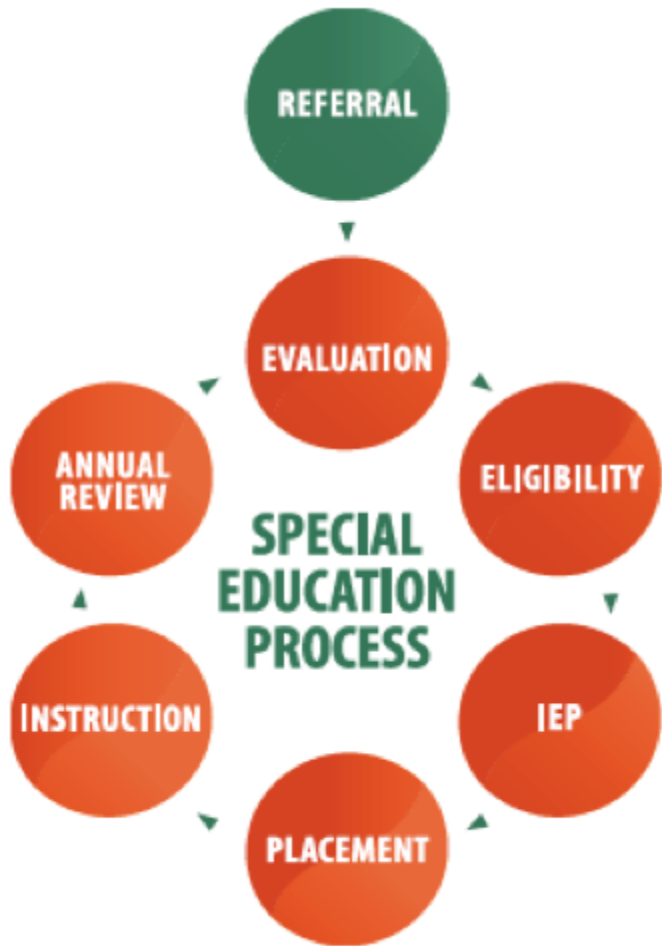 REFERRAL
EVALUATION
ELIGIBILITY
IEP
PLACEMENT
INSTRUCTION
ANNUAL
REVIEW
SPECIAL
EDUCATION
PROCESS